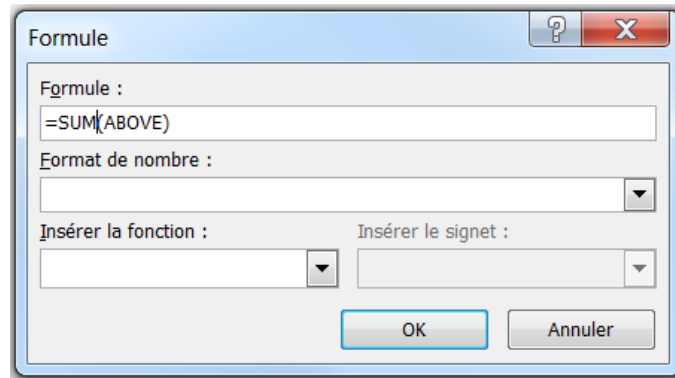 Formule
Formule :
=SUM(ABOVE)
Format de nombre :
Insérer la fonction :
Insérer le signet :
OK
Annuler